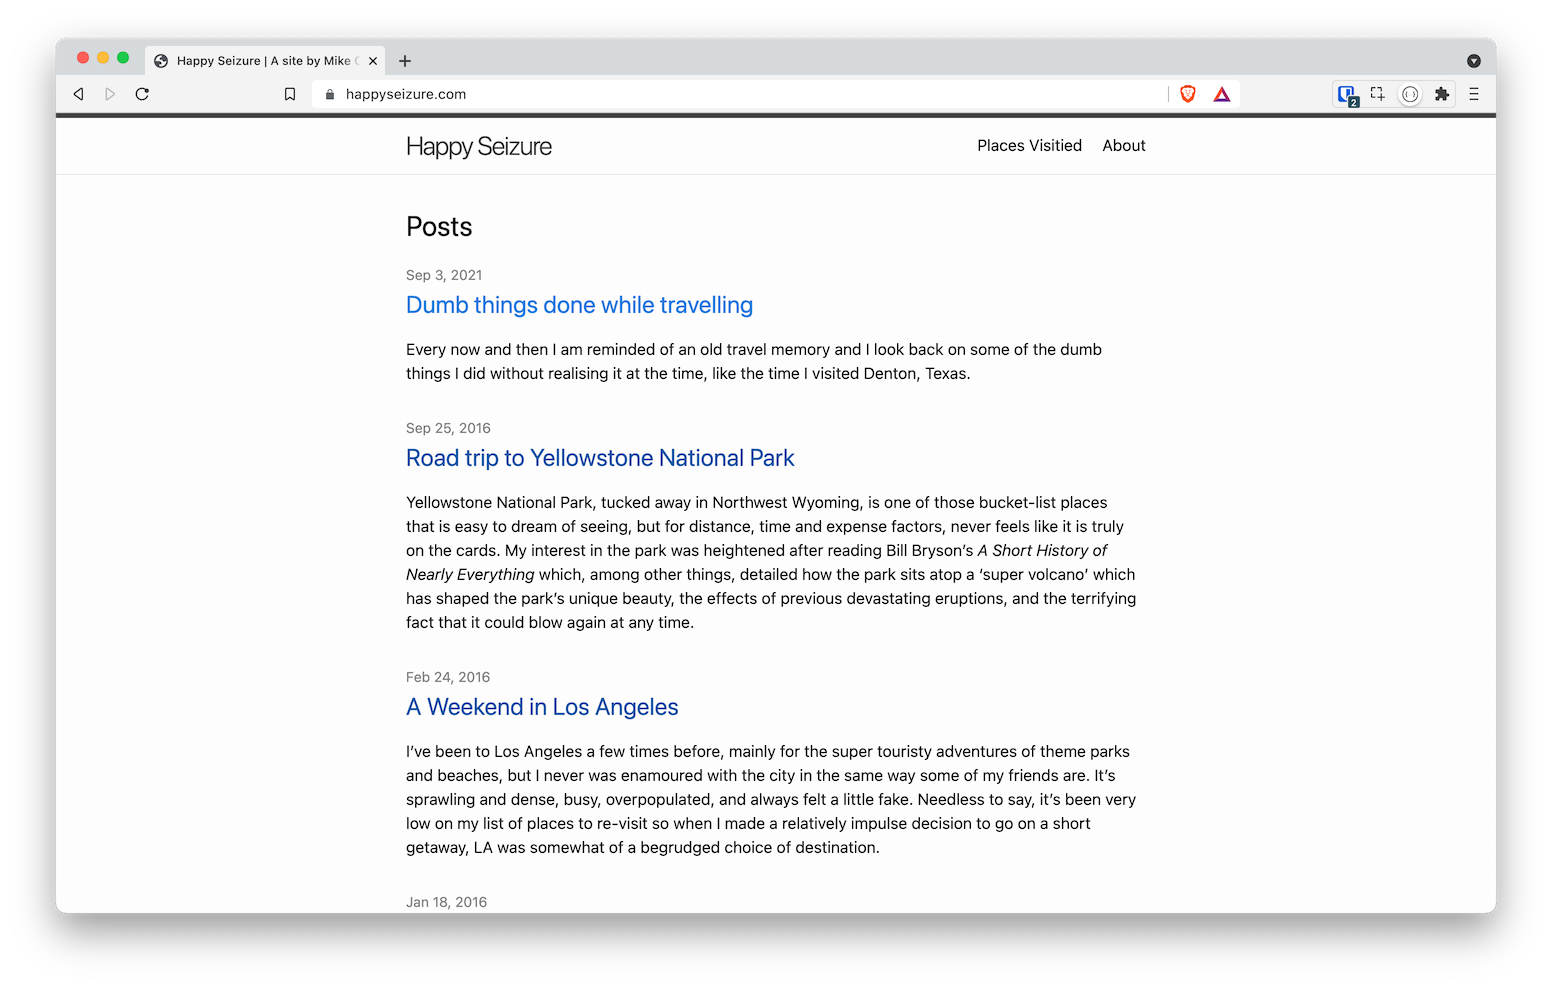 Happy Seizure | A site by Mike
happyseizure.com
2
Happy Seizure
Places Visitied
About
Posts
Sep 3, 2021
Dumb things done while travelling
Every now and then I am reminded of an old travel memory and I look back on some of the dumb
things I did without realising it at the time, like the time I visited Denton, Texas.
Sep 25, 2016
Road trip to Yellowstone National Park
Yellowstone National Park, tucked away in Northwest Wyoming, is one of those bucket-list places
that is easy to dream of seeing, but for distance, time and expense factors, never feels like it is truly
on the cards. My interest in the park was heightened after reading Bill Bryson’s A Short History of
Nearly Everything which, among other things, detailed how the park sits atop a ‘super volcano’ which
has shaped the park’s unique beauty, the effects of previous devastating eruptions, and the terrifying
fact that it could blow again at any time.
Feb 24, 2016
A Weekend in Los Angeles
I’ve been to Los Angeles a few times before, mainly for the super touristy adventures of theme parks
and beaches, but I never was enamoured with the city in the same way some of my friends are. It’s
sprawling and dense, busy, overpopulated, and always felt a little fake. Needless to say, it’s been very
low on my list of places to re-visit so when I made a relatively impulse decision to go on a short
getaway, LA was somewhat of a begrudged choice of destination.
Jan 18, 2016